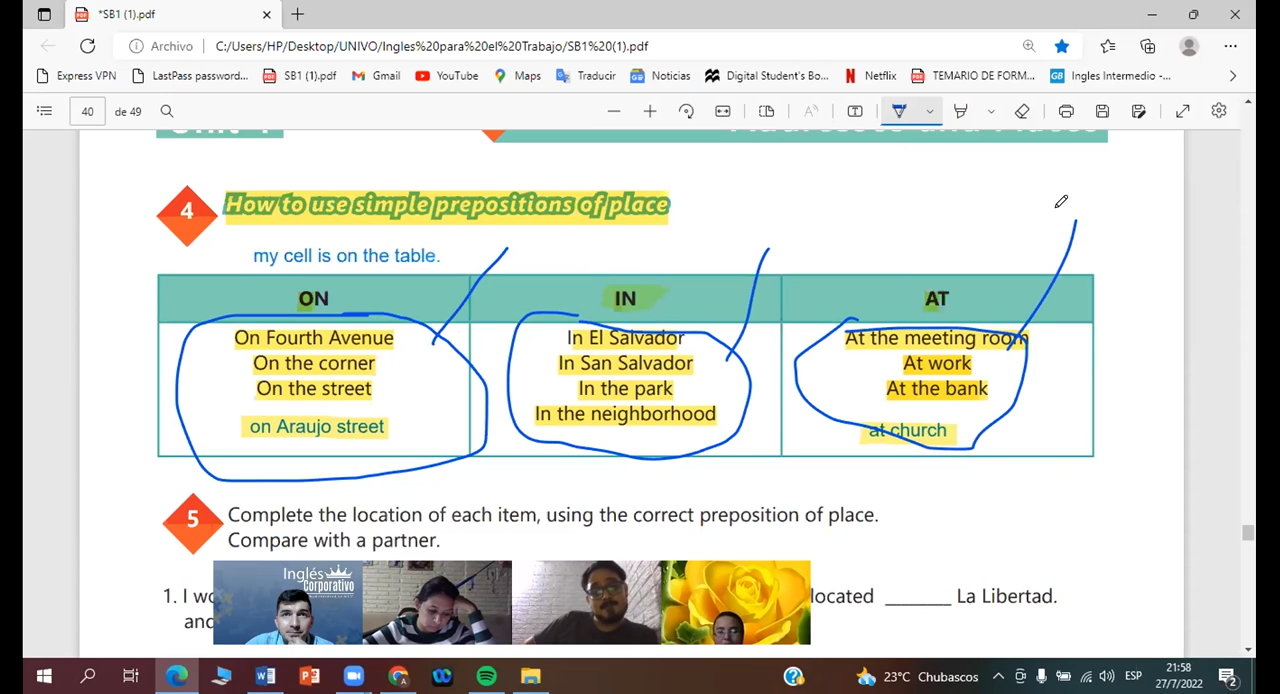 *SB1 (1).pdf
Archivo
C:/Users/HP/Desktop/UNIVO/Ingles%20para%20el%20Trabajo/SB1%20(1).pdf
Express VPN
LastPass password...
SB1 (1).pdf
Gmail
YouTube
Maps
Traducir
Noticias
Digital Student's Bo...
Netflix
TEMARIO DE FORM...
Ingles Intermedio -...
40
de 49
4
How to use simple prepositions of place
my cell is on the table.
ON
IN
AT
On Fourth Avenue
On the corner
On the street
on Araujo street
In El Salvador
In San Salvador
In the park
In the neighborhood
At the meeting room
At work
At the bank
at church
5
Complete the location of each item, using the correct preposition of place.
Compare with a partner.
1. I
located _______ La Libertad.
Inglés
Corporativo
23°C Chubascos
ESP
21:58
27/7/2022
2